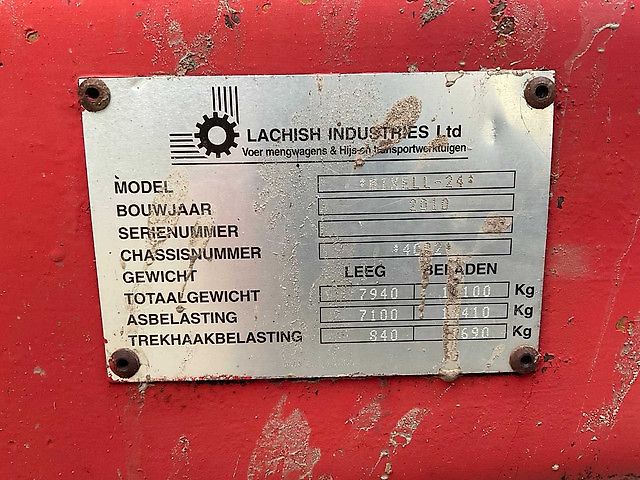 LACHISH INDUSTRIES Ltd
Voer mengwagens & Hijs en transportwerktuigen
MODEL
BOUWJAAR 2010
SERIENUMMER
CHASSISNUMMER
GEWICHT LEEG BELADEN
TOTAALGEWICHT 7940 Kg
ASBELASTING 7100 Kg
TREKHAAKBELASTING 840 Kg